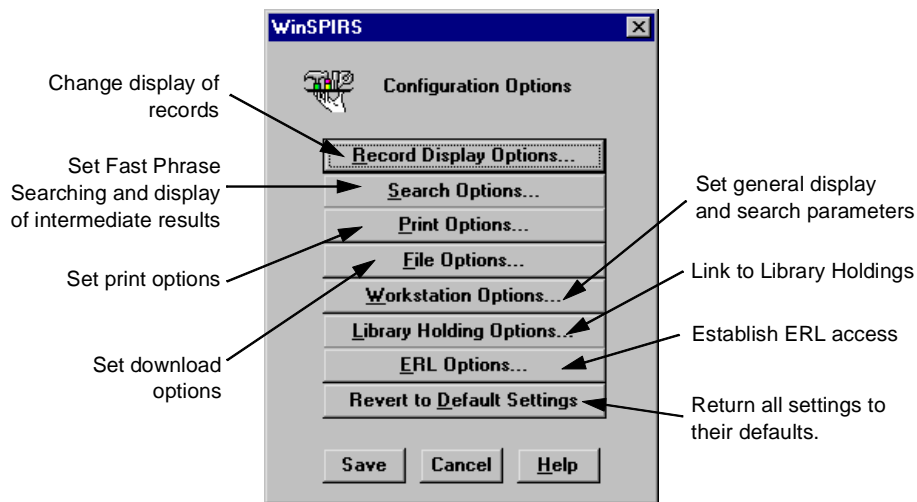 WinSPIRS
Configuration Options
Change display of
records
Record Display Options...
Set Fast Phrase
Searching and display
of intermediate results
Search Options...
Set general display
and search parameters
Print Options...
Set print options
File Options...
Link to Library Holdings
Workstation Options...
Library Holding Options...
Establish ERL access
Set download
options
ERL Options...
Revert to Default Settings
Return all settings to
their defaults.
Save Cancel Help